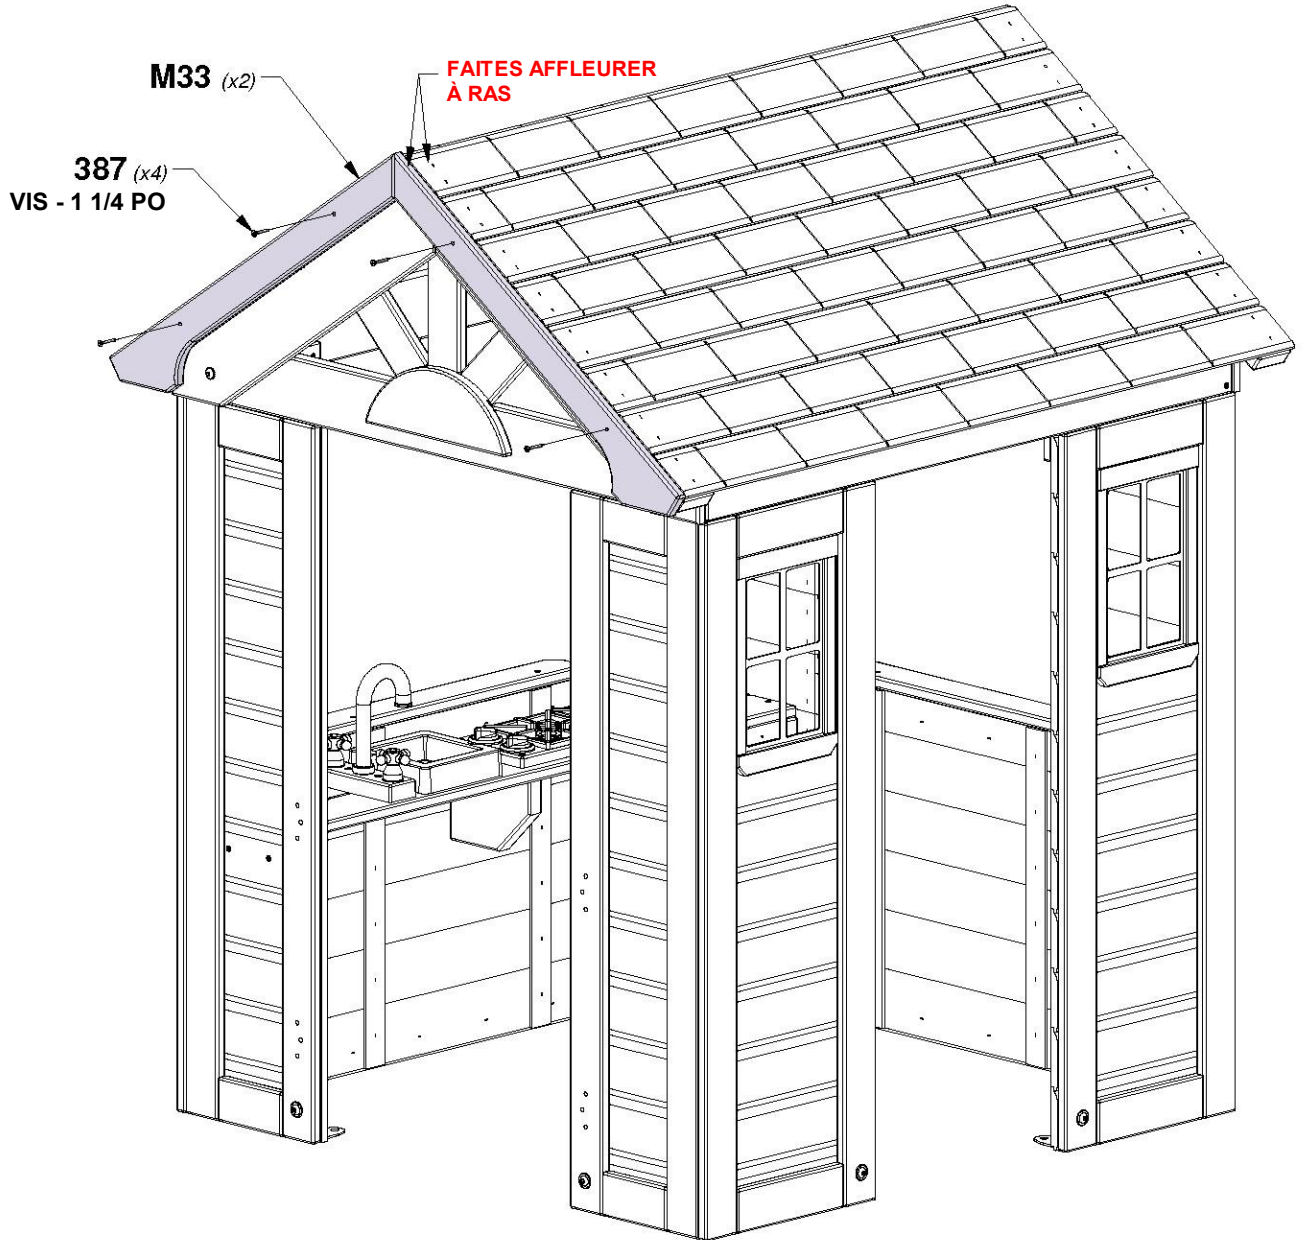 M33 (x2)
FAITES AFFLEURER
À RAS
387 (x4)
VIS - 1 1/4 PO